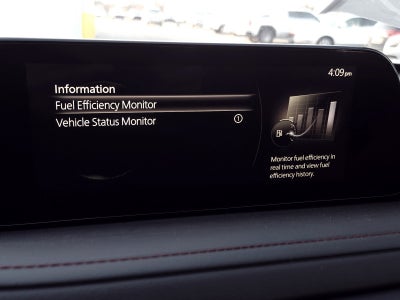 4:09pm
Information
Fuel Efficiency Monitor
Vehicle Status Monitor
Monitor fuel efficiency in
real time and view fuel
efficiency history.